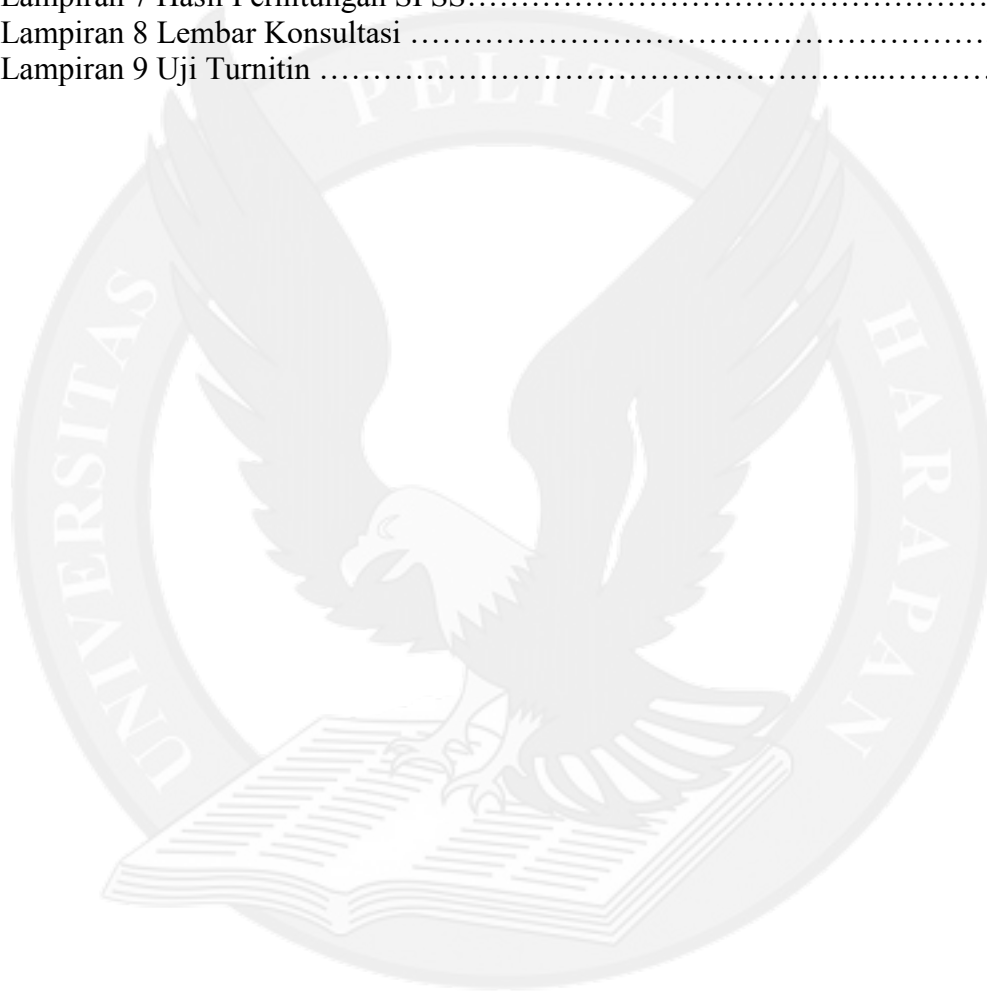 Lampiran 7 Hasil Perhitungan SPSS……………………………………………
Lampiran 8 Lembar Konsultasi …………………………………………………
Lampiran 9 Uji Turnitin ……………………………………………...………
UNIVERSITAS PELITA HARAPAN